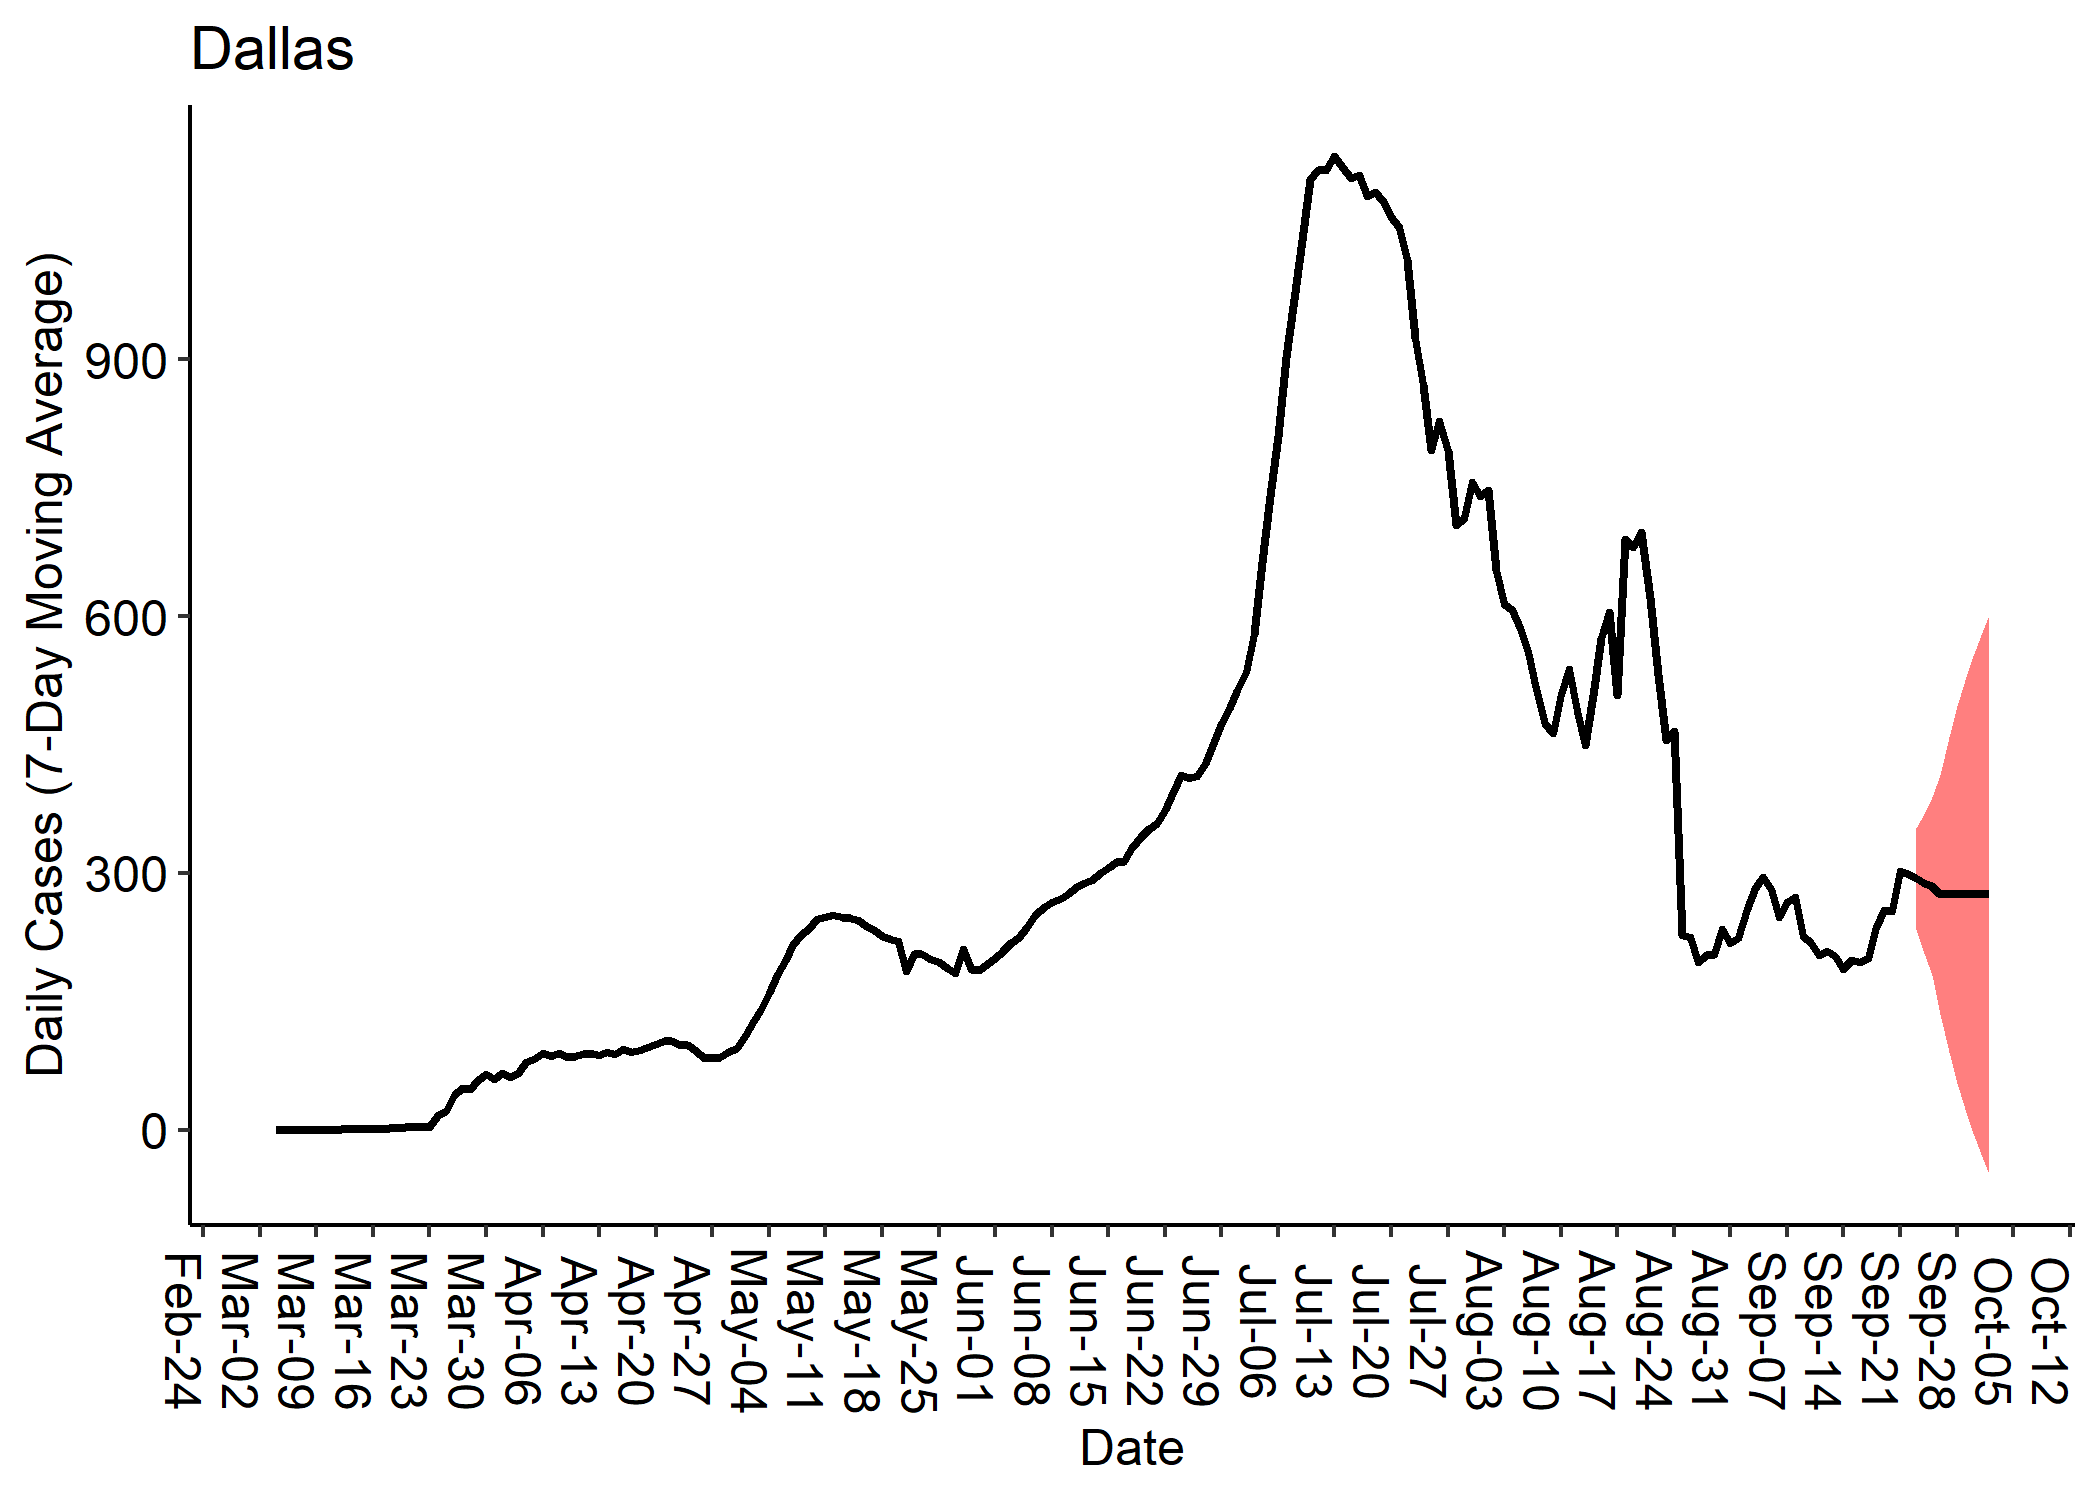 Dallas
Daily Cases (7-Day Moving Average)
900
600
300
0
Feb-24
Mar-02
Mar-09
Mar-16
Mar-23
Mar-30
Apr-06
Apr-13
Apr-20
Apr-27
May-04
May-11
May-18
May-25
Jun-01
Jun-08
Jun-15
Jun-22
Jun-29
Jul-06
Jul-13
Jul-20
Jul-27
Aug-03
Aug-10
Aug-17
Aug-24
Aug-31
Sep-07
Sep-14
Sep-21
Sep-28
Oct-05
Oct-12
Date